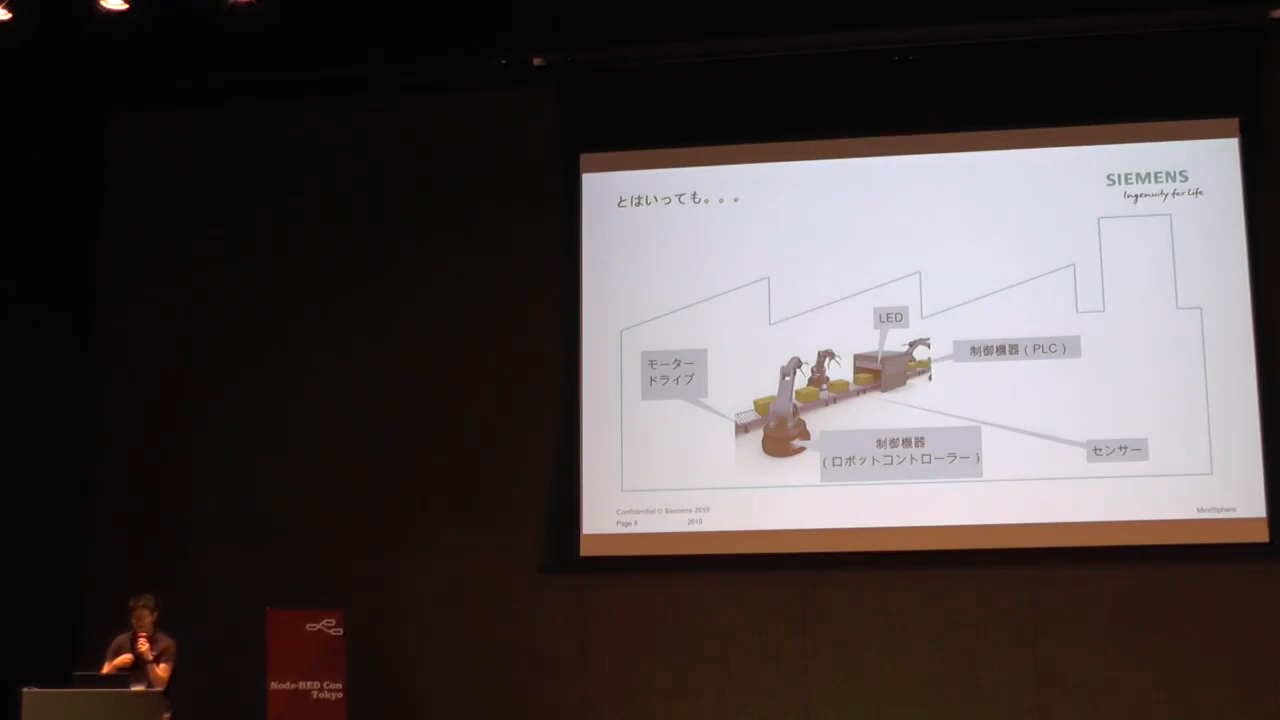 とはいっても。。。
SIEMENS
Ingenuity for life
LED
モーター
ドライブ
制御機器(PLC)
制御機器
(ロボットコントローラー)
センサー
Confidential © Siemens 2019
Page 8
2019
MindSphere
Node-RED Con
Tokyo